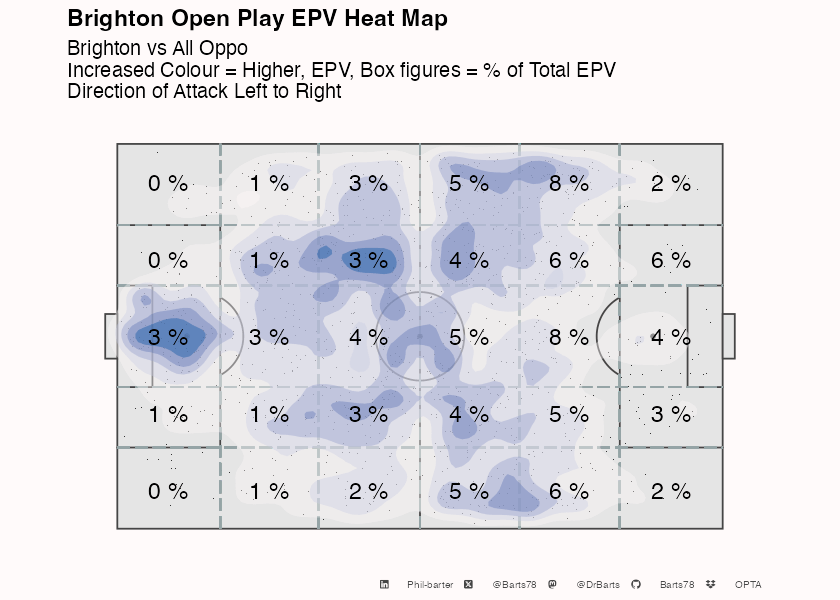 Brighton Open Play EPV Heat Map
Brighton vs All Oppo
Increased Colour = Higher, EPV, Box figures = % of Total EPV
Direction of Attack Left to Right
0 % 1 % 3 % 5 % 8 % 2 %
0 % 1 % 3 % 4 % 6 % 6 %
3 % 3 % 4 % 5 % 8 % 4 %
1 % 1 % 3 % 4 % 5 % 3 %
0 % 1 % 2 % 5 % 6 % 2 %
Phil-barter @Barts78 @DrBarts Barts78 OPTA